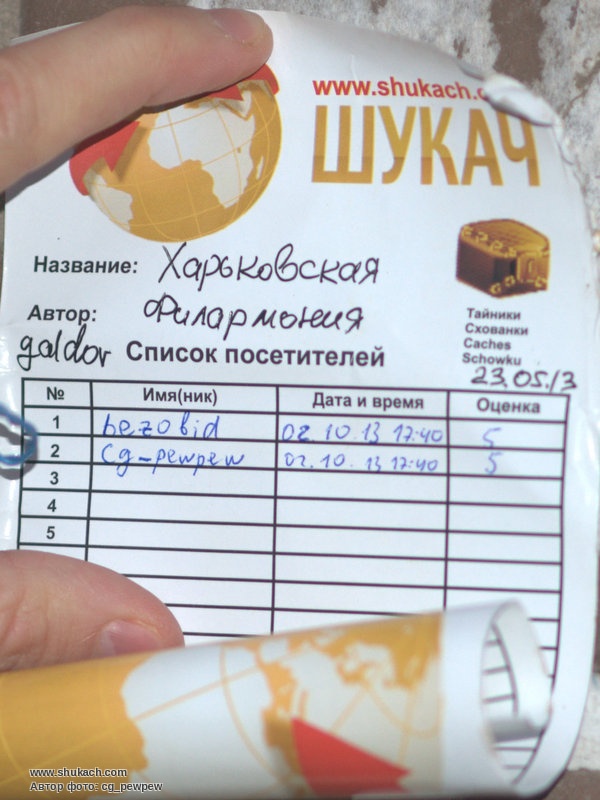 www.shukach.c
ШУКАЧ
Название: Харьковская
Автор: Филармония
Тайники
Схованки
Caches
Schowku
galdor Список посетителей 23.05.13
№ Имя(ник) Дата и время Оценка
1 bezobid 02.10.13 17:40 5
2 cg_pewpew 02.10.13 17:40 5
3
4
5
www.shukach.com
Автор фото: cg_pewpew